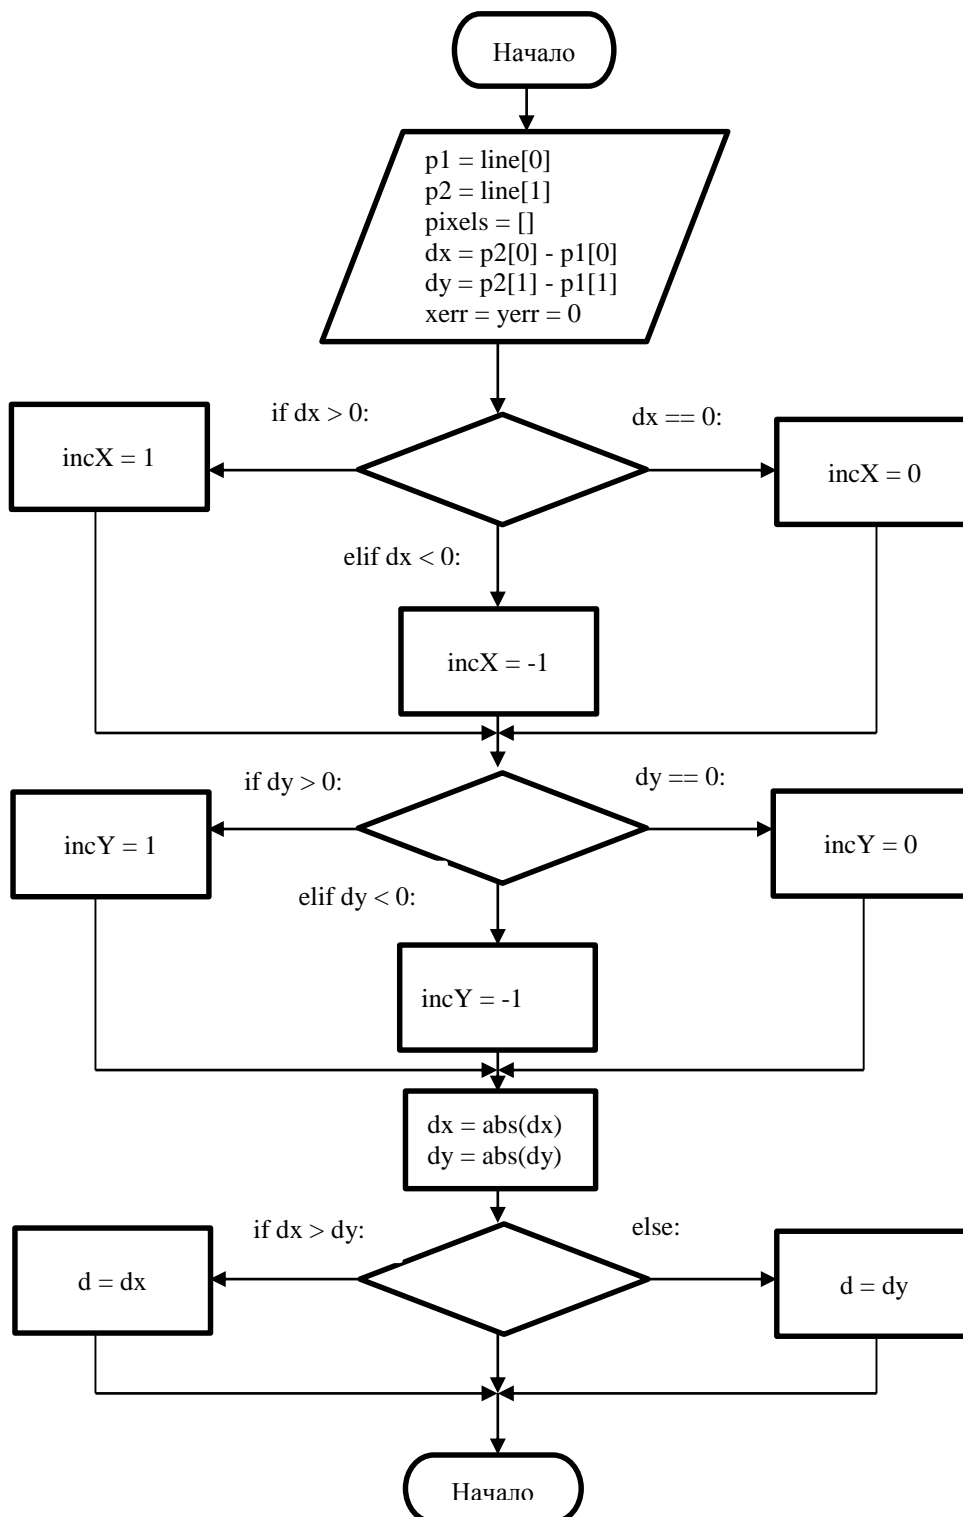 Начало
p1 = line[0]
p2 = line[1]
pixels = []
dx = p2[0] - p1[0]
dy = p2[1] - p1[1]
xerr = yerr = 0
if dx > 0:
dx == 0:
incX = 1
incX = 0
elif dx < 0:
incX = -1
if dy > 0:
dy == 0:
incY = 1
incY = 0
elif dy < 0:
incY = -1
dx = abs(dx)
dy = abs(dy)
if dx > dy:
else:
d = dx
d = dy
Начало